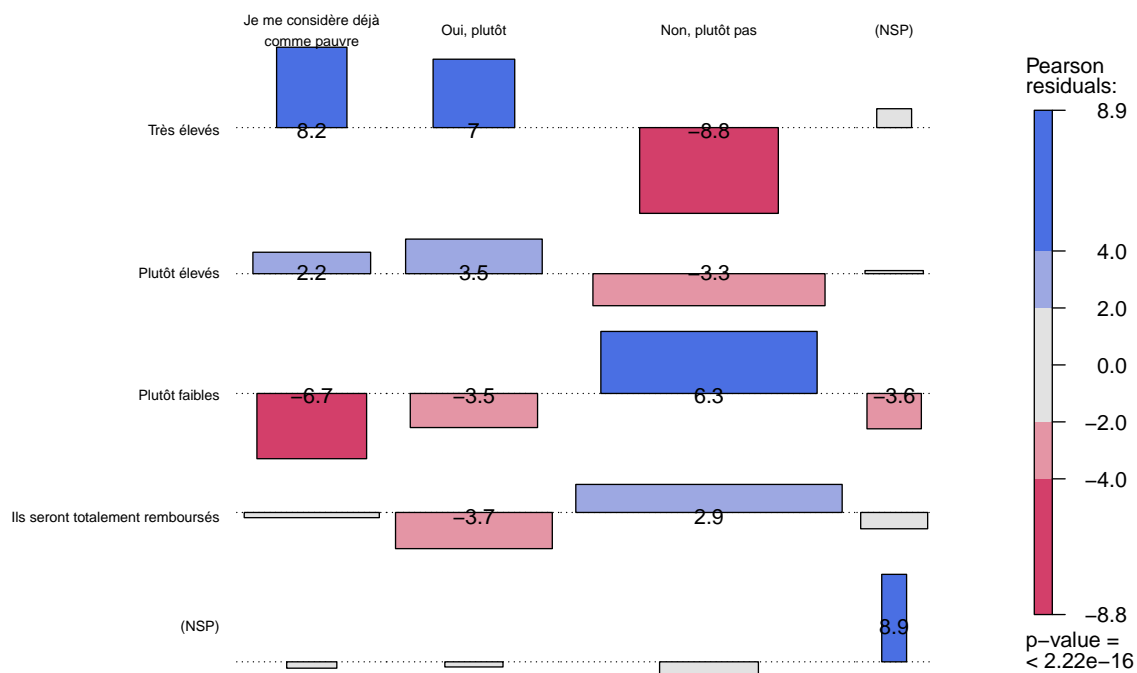 Je me considère déjà
comme pauvre
Oui, plutôt
Non, plutôt pas
(NSP)
Très élevés
8.2
7
−8.8
Plutôt élevés
2.2
3.5
−3.3
Plutôt faibles
−6.7
−3.5
6.3
−3.6
Ils seront totalement remboursés
−3.7
2.9
(NSP)
8.9
Pearson
residuals:
8.9
4.0
2.0
0.0
−2.0
−4.0
−8.8
p−value =
< 2.22e−16